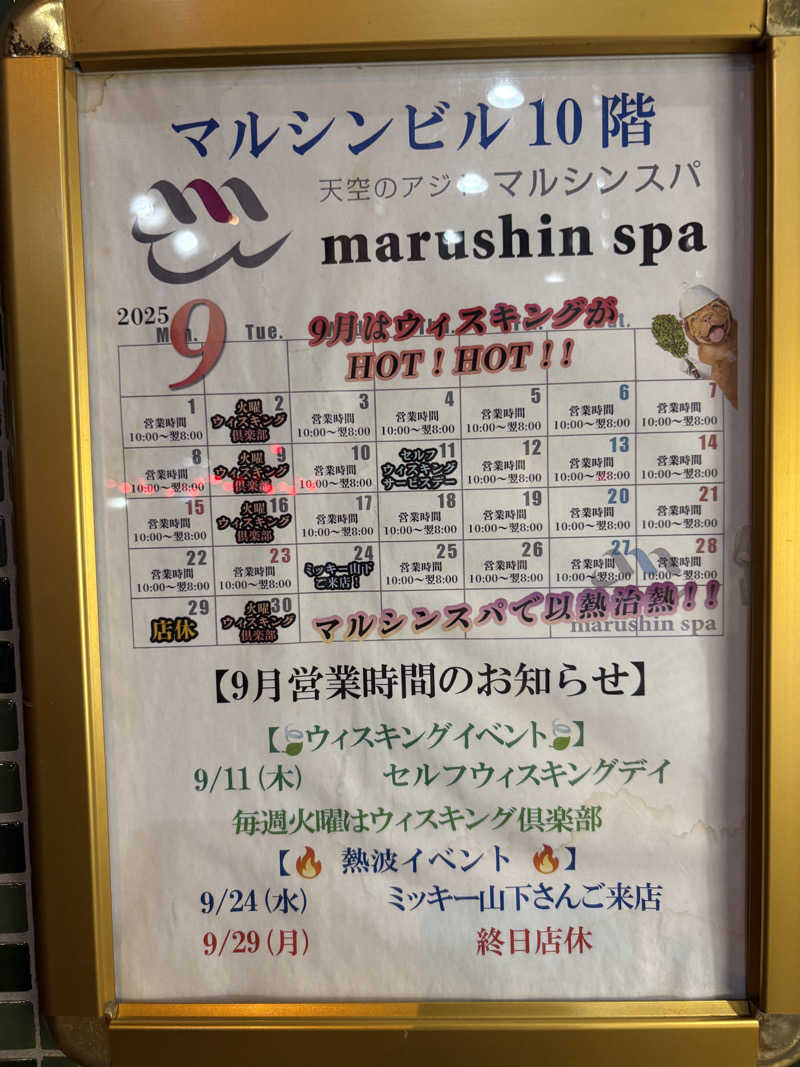 マルシンビル10階
天空のアジト マルシンスパ
marushin spa
2025
9
Mon. Tue.
9月はウィスキングが
HOT！HOT！！
1 火曜 2 3 4 5 6 7
営業時間 ウィスキング 営業時間 営業時間 営業時間 営業時間 営業時間
10:00～翌8:00 倶楽部 10:00～翌8:00 10:00～翌8:00 10:00～翌8:00 10:00～翌8:00 10:00～翌8:00
8 火曜 9 10 セルフ 11 12 13 14
営業時間 ウィスキング 営業時間 ウィスキング 営業時間 営業時間 営業時間
10:00～翌8:00 倶楽部 10:00～翌8:00 サービスデー 10:00～翌8:00 10:00～翌8:00 10:00～翌8:00
15 火曜 16 17 18 19 20 21
営業時間 ウィスキング 営業時間 営業時間 営業時間 営業時間 営業時間
10:00～翌8:00 倶楽部 10:00～翌8:00 10:00～翌8:00 10:00～翌8:00 10:00～翌8:00 10:00～翌8:00
22 23 24 25 26 27 28
営業時間 営業時間 ミッキー山下 営業時間 営業時間 営業時間 営業時間
10:00～翌8:00 10:00～翌8:00 ご来店！ 10:00～翌8:00 10:00～翌8:00 10:00～翌8:00 10:00～翌8:00
29 火曜 30
店休 ウィスキング マルシンスパで以熱治熱！！
倶楽部 marushin spa
【9月営業時間のお知らせ】
【🍃ウィスキングイベント🍃】
9/11（木） セルフウィスキングデイ
毎週火曜はウィスキング倶楽部
【🔥 熱波イベント 🔥】
9/24（水） ミッキー山下さんご来店
9/29（月） 終日店休